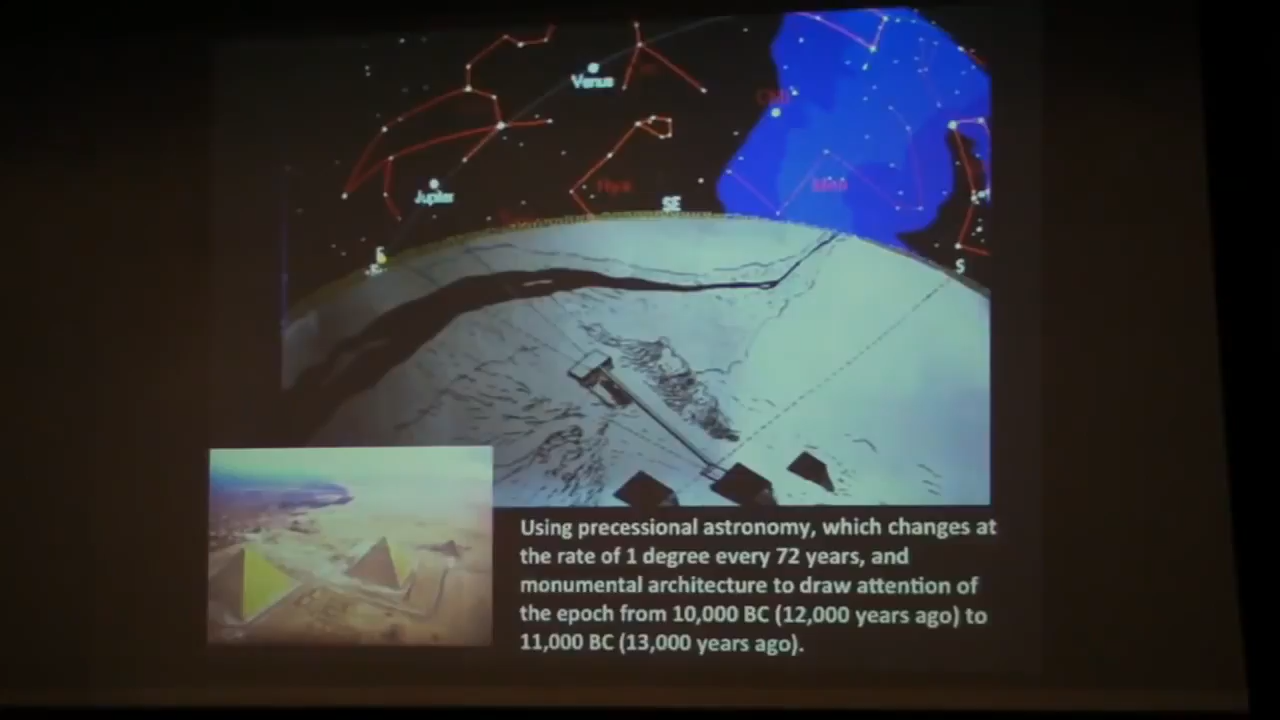 Venus
Jupiter
SE
E
S
Using precessional astronomy, which changes at
the rate of 1 degree every 72 years, and
monumental architecture to draw attention of
the epoch from 10,000 BC (12,000 years ago) to
11,000 BC (13,000 years ago).